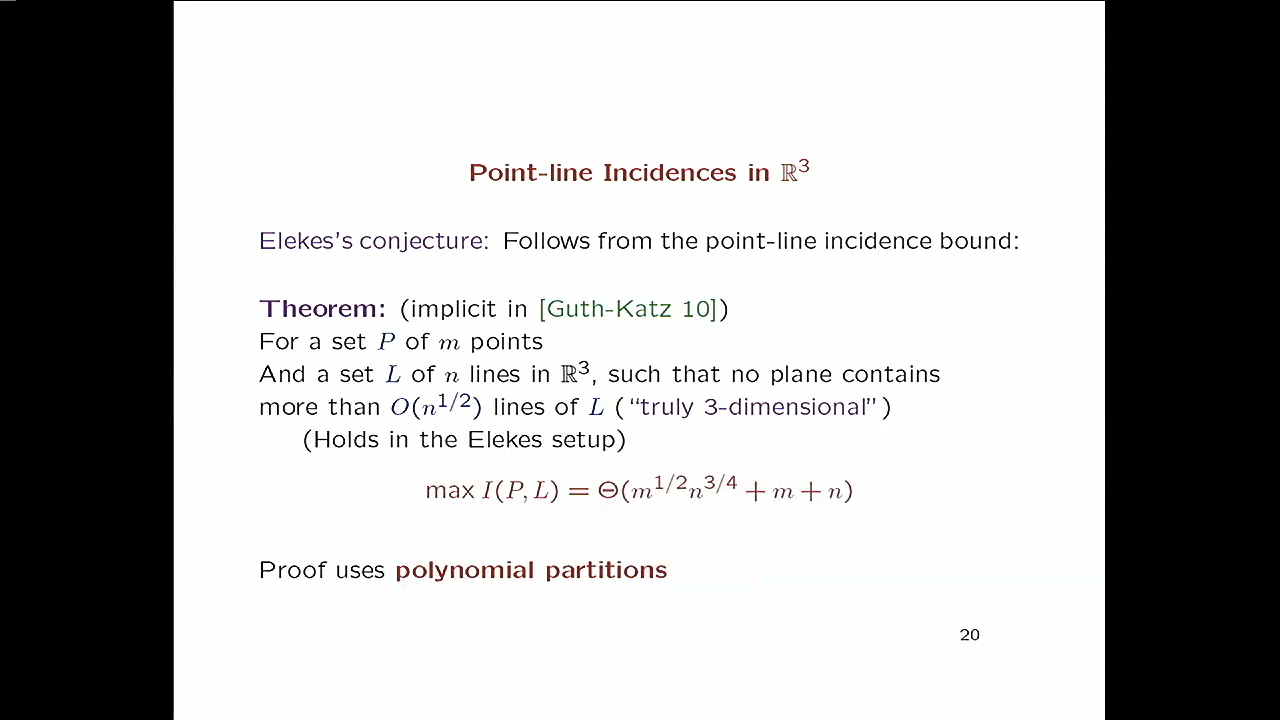 Point-line Incidences in ℝ³
Elekes's conjecture: Follows from the point-line incidence bound:
Theorem: (implicit in [Guth-Katz 10])
For a set P of m points
And a set L of n lines in ℝ³, such that no plane contains
more than O(n^{1/2}) lines of L ("truly 3-dimensional")
(Holds in the Elekes setup)
max I(P, L) = Θ(m^{1/2}n^{3/4} + m + n)
Proof uses polynomial partitions
20